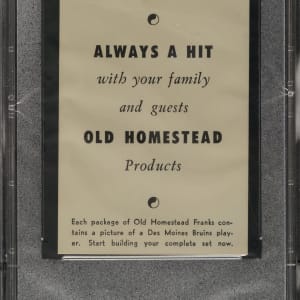 ALWAYS A HIT
with your family
and guests
OLD HOMESTEAD
Products
Each package of Old Homestead Franks con-
tains a picture of a Des Moines Bruins play-
er. Start building your complete set now.